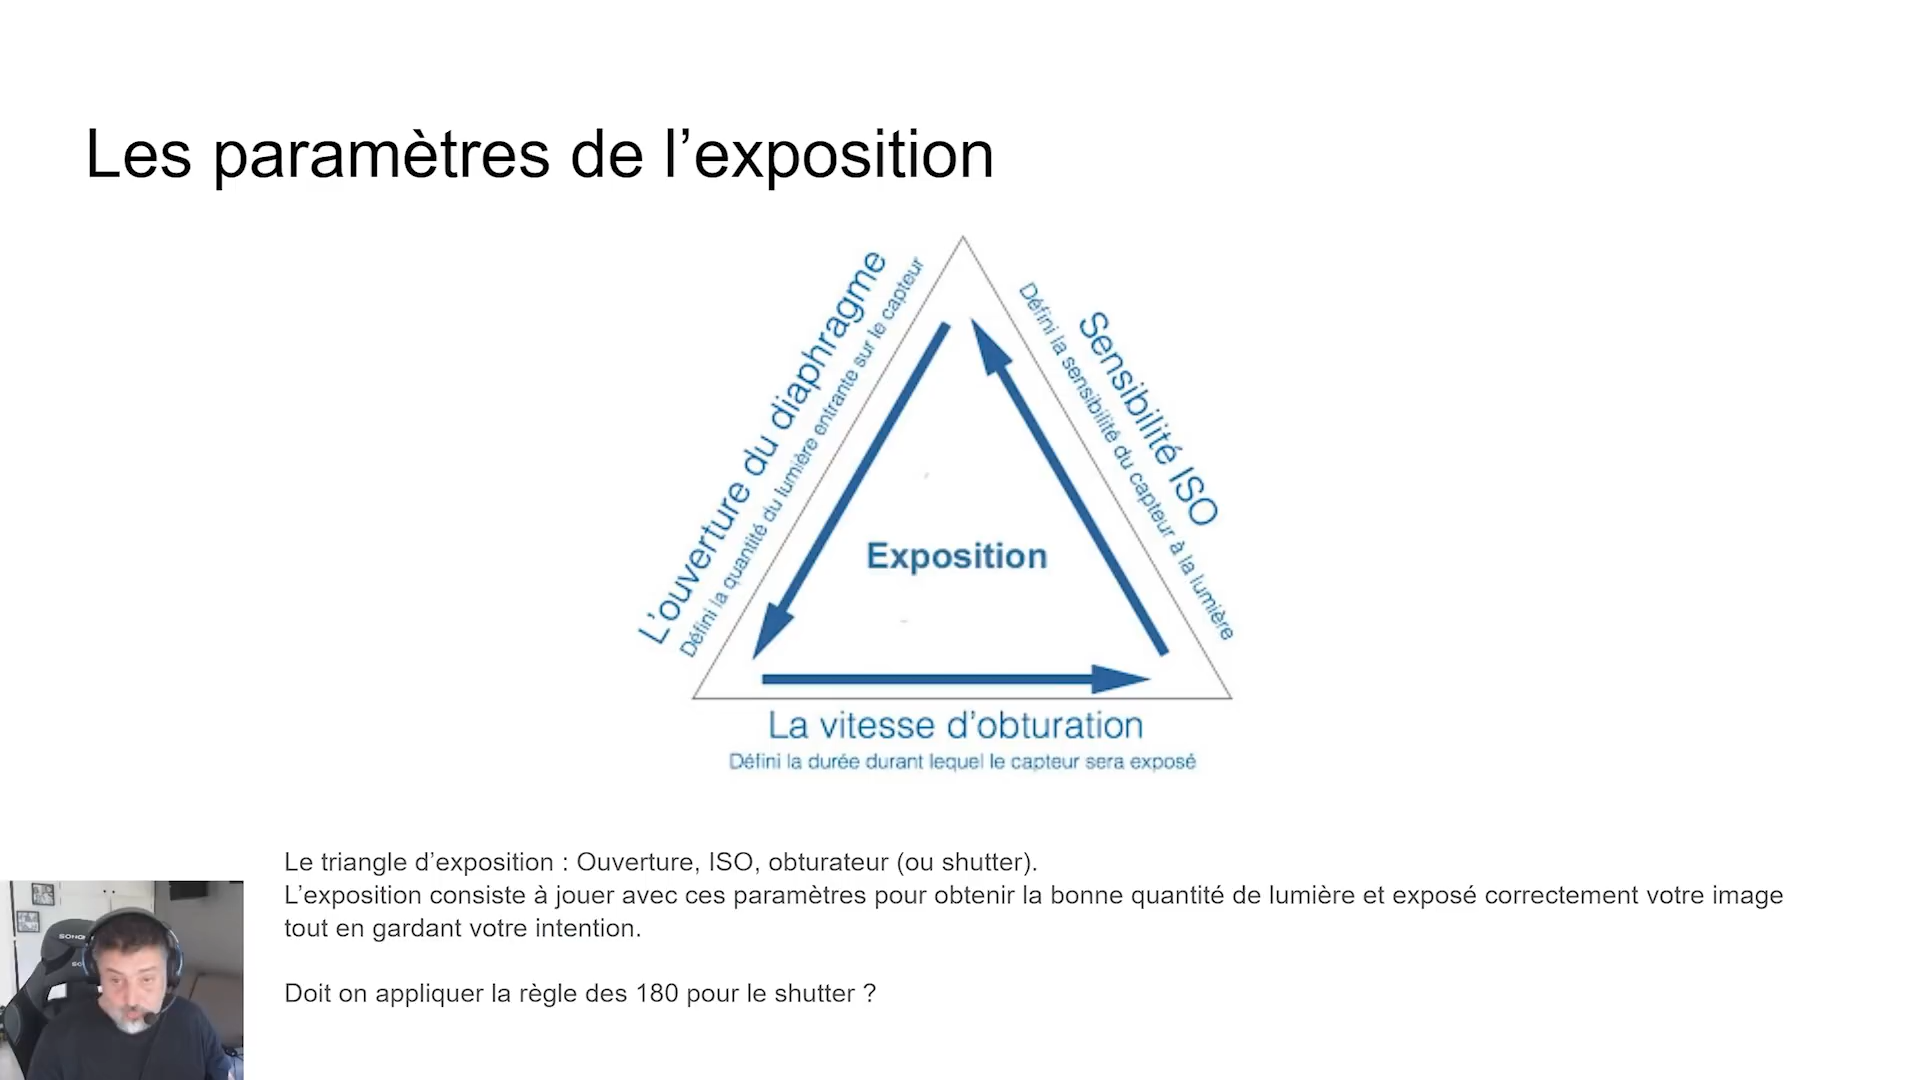 Les paramètres de l’exposition
L’ouverture du diaphragme
Défini la quantité du lumière entrante sur le capteur
Sensibilité ISO
Défini la sensibilité du capteur à la lumière
Exposition
La vitesse d’obturation
Défini la durée durant lequel le capteur sera exposé
Le triangle d’exposition : Ouverture, ISO, obturateur (ou shutter).
L’exposition consiste à jouer avec ces paramètres pour obtenir la bonne quantité de lumière et exposé correctement votre image
tout en gardant votre intention.
Doit on appliquer la règle des 180 pour le shutter ?